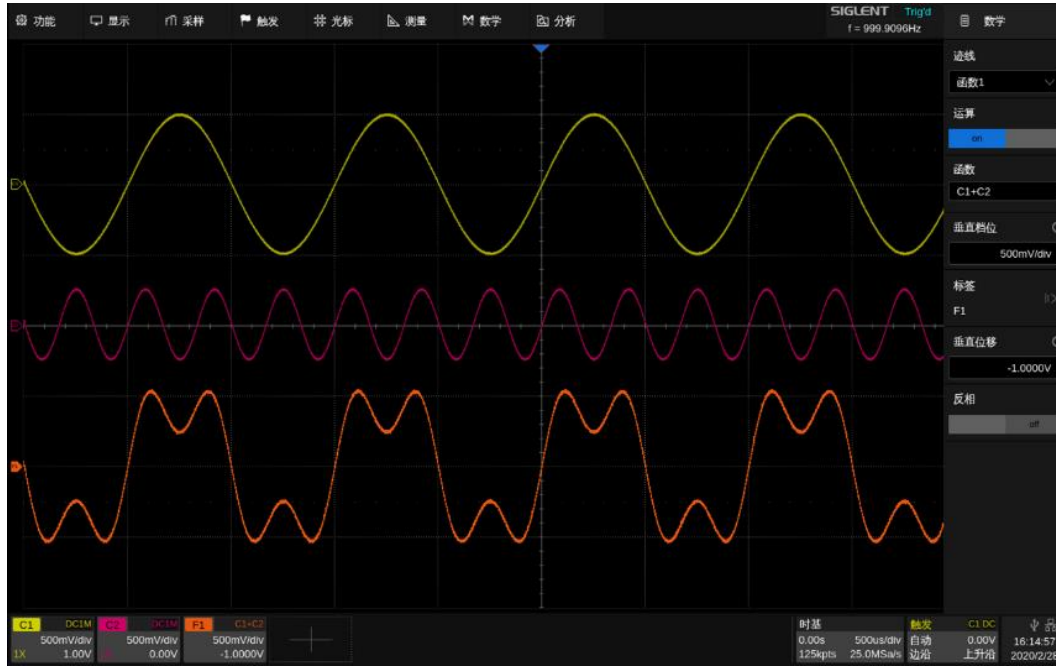 功能 显示 采样 触发 光标 测量 数学 分析
SIGLENT Trig'd
f = 999.9096Hz
数学
迹线
函数1
运算
on
函数
C1+C2
垂直档位
500mV/div
标签
F1
垂直位移
-1.0000V
反相
off
C1 DC1M
500mV/div
1X 1.00V
C2 DC1M
500mV/div
0.00V
F1 C1+C2
500mV/div
-1.0000V
时基
0.00s 500us/div
125kpts 25.0MSa/s
触发 C1 DC
自动 0.00V
边沿 上升沿
16:14:57
2020/2/28